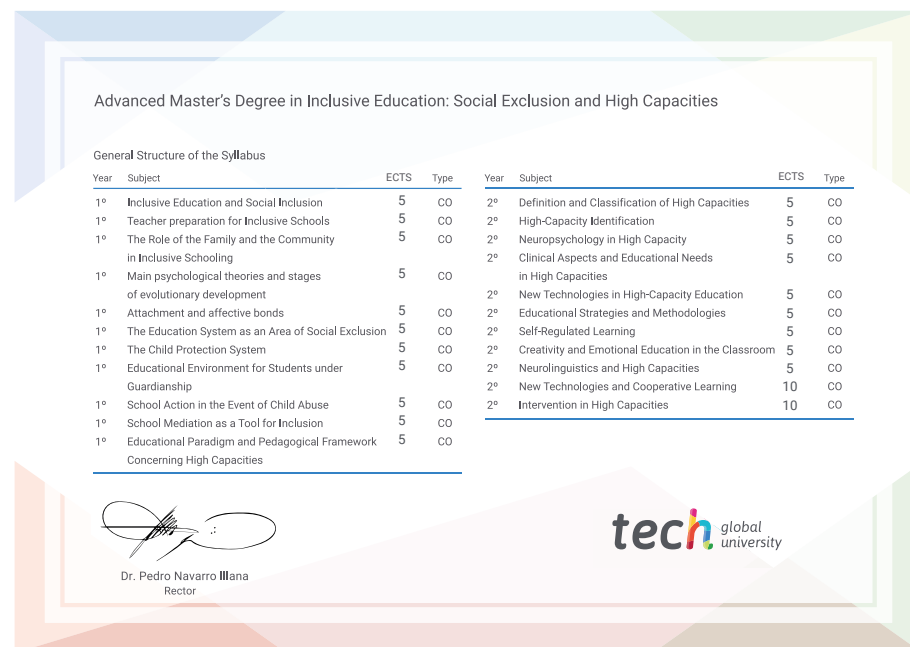 Advanced Master's Degree in Inclusive Education: Social Exclusion and High Capacities
General Structure of the Syllabus
Year Subject ECTS Type
1º Inclusive Education and Social Inclusion 5 CO
1º Teacher preparation for Inclusive Schools 5 CO
1º The Role of the Family and the Community 5 CO
in Inclusive Schooling
1º Main psychological theories and stages 5 CO
of evolutionary development
1º Attachment and affective bonds 5 CO
1º The Education System as an Area of Social Exclusion 5 CO
1º The Child Protection System 5 CO
1º Educational Environment for Students under 5 CO
Guardianship
1º School Action in the Event of Child Abuse 5 CO
1º School Mediation as a Tool for Inclusion 5 CO
1º Educational Paradigm and Pedagogical Framework 5 CO
Concerning High Capacities
Year Subject ECTS Type
2º Definition and Classification of High Capacities 5 CO
2º High-Capacity Identification 5 CO
2º Neuropsychology in High Capacity 5 CO
2º Clinical Aspects and Educational Needs 5 CO
in High Capacities
2º New Technologies in High-Capacity Education 5 CO
2º Educational Strategies and Methodologies 5 CO
2º Self-Regulated Learning 5 CO
2º Creativity and Emotional Education in the Classroom 5 CO
2º Neurolinguistics and High Capacities 5 CO
2º New Technologies and Cooperative Learning 10 CO
2º Intervention in High Capacities 10 CO
Dr. Pedro Navarro Illana
Rector
tech global
university